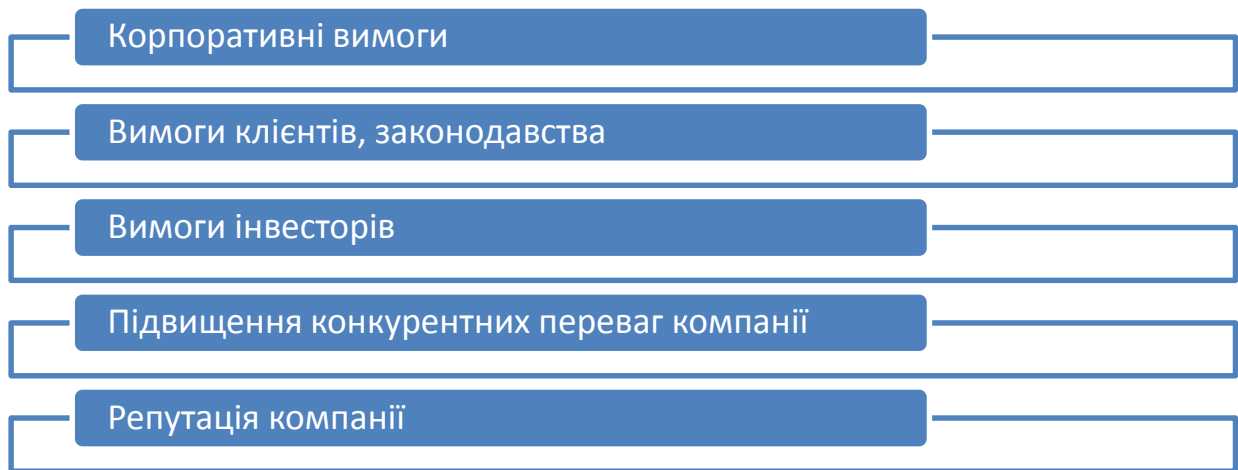 Корпоративні вимоги
Вимоги клієнтів, законодавства
Вимоги інвесторів
Підвищення конкурентних переваг компанії
Репутація компанії